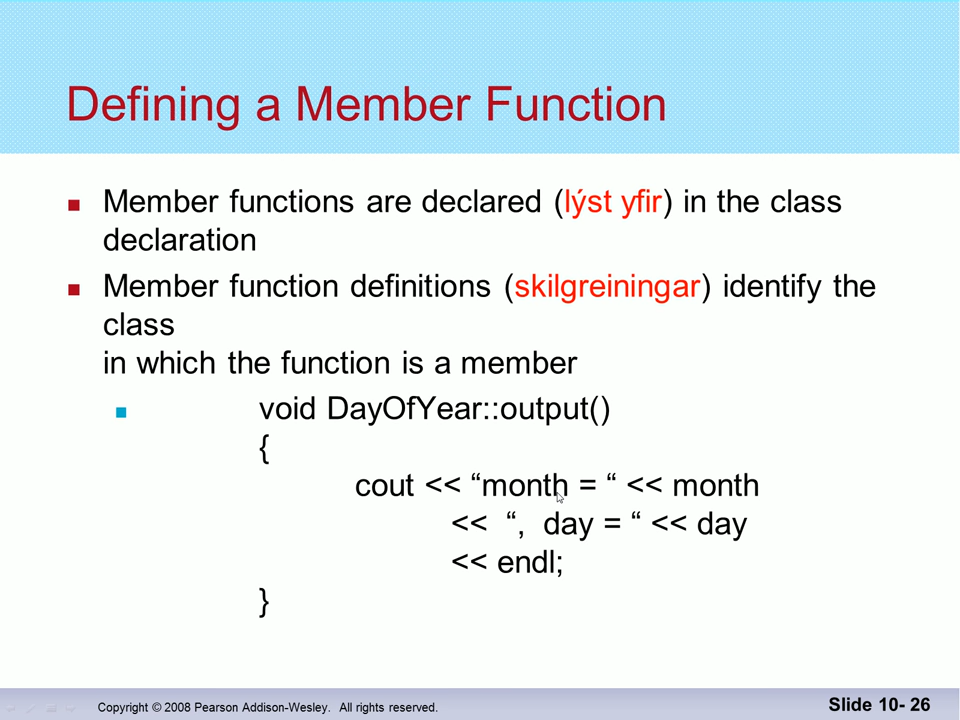 Defining a Member Function
Member functions are declared (lýst yfir) in the class
declaration
Member function definitions (skilgreiningar) identify the
class
in which the function is a member
void DayOfYear::output()
{
cout << “month = “ << month
<< “, day = “ << day
<< endl;
}
Copyright © 2008 Pearson Addison-Wesley. All rights reserved.
Slide 10- 26